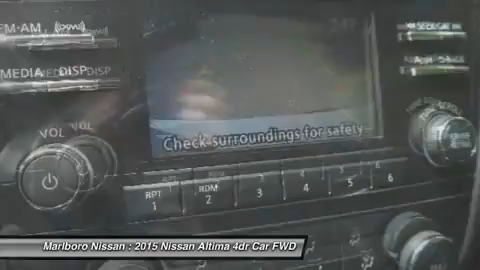 FM·AM
MEDIA
DISP
VOL
Check surroundings for safety
RPT
1
RDM
2
3
4
5
6
Marlboro Nissan : 2015 Nissan Altima 4dr Car FWD